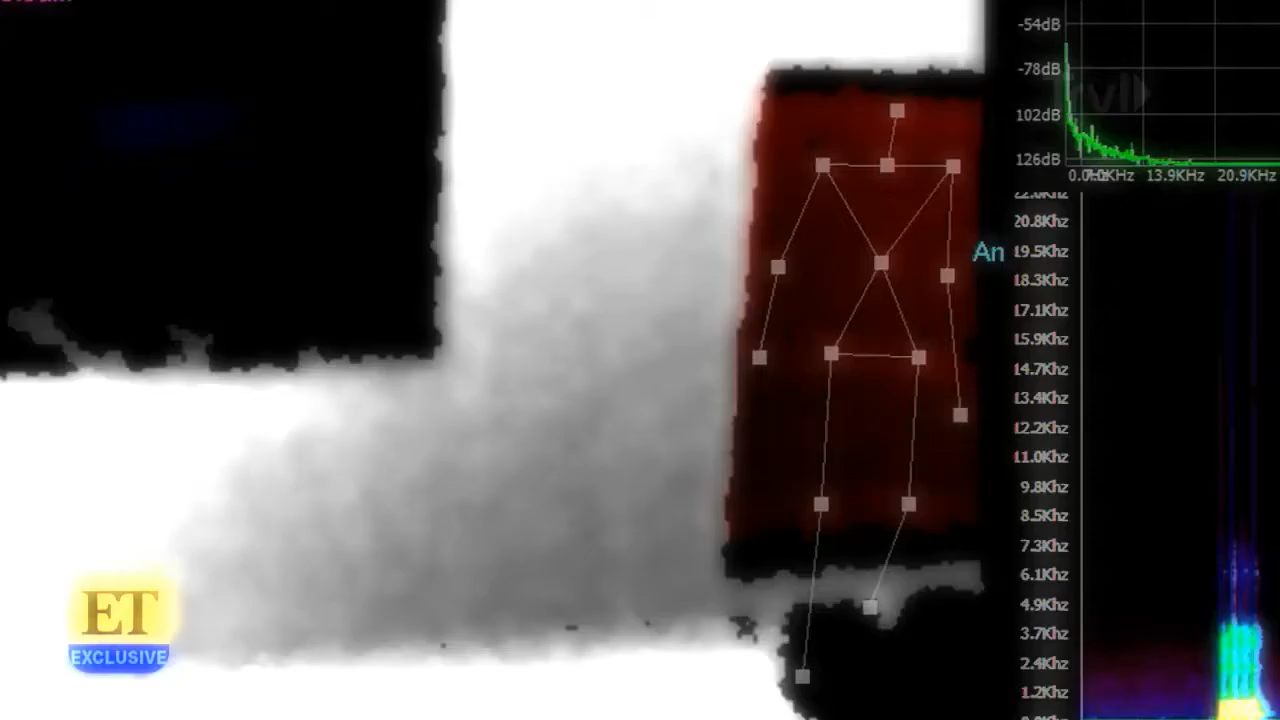 -54dB
-78dB
Trvl
102dB
126dB
13.9KHz
20.9KHz
20.8Khz
An
19.5Khz
18.3Khz
17.1Khz
15.9Khz
14.7Khz
13.4Khz
12.2Khz
11.0Khz
9.8Khz
8.5Khz
7.3Khz
6.1Khz
4.9Khz
3.7Khz
2.4Khz
1.2Khz
ET
EXCLUSIVE